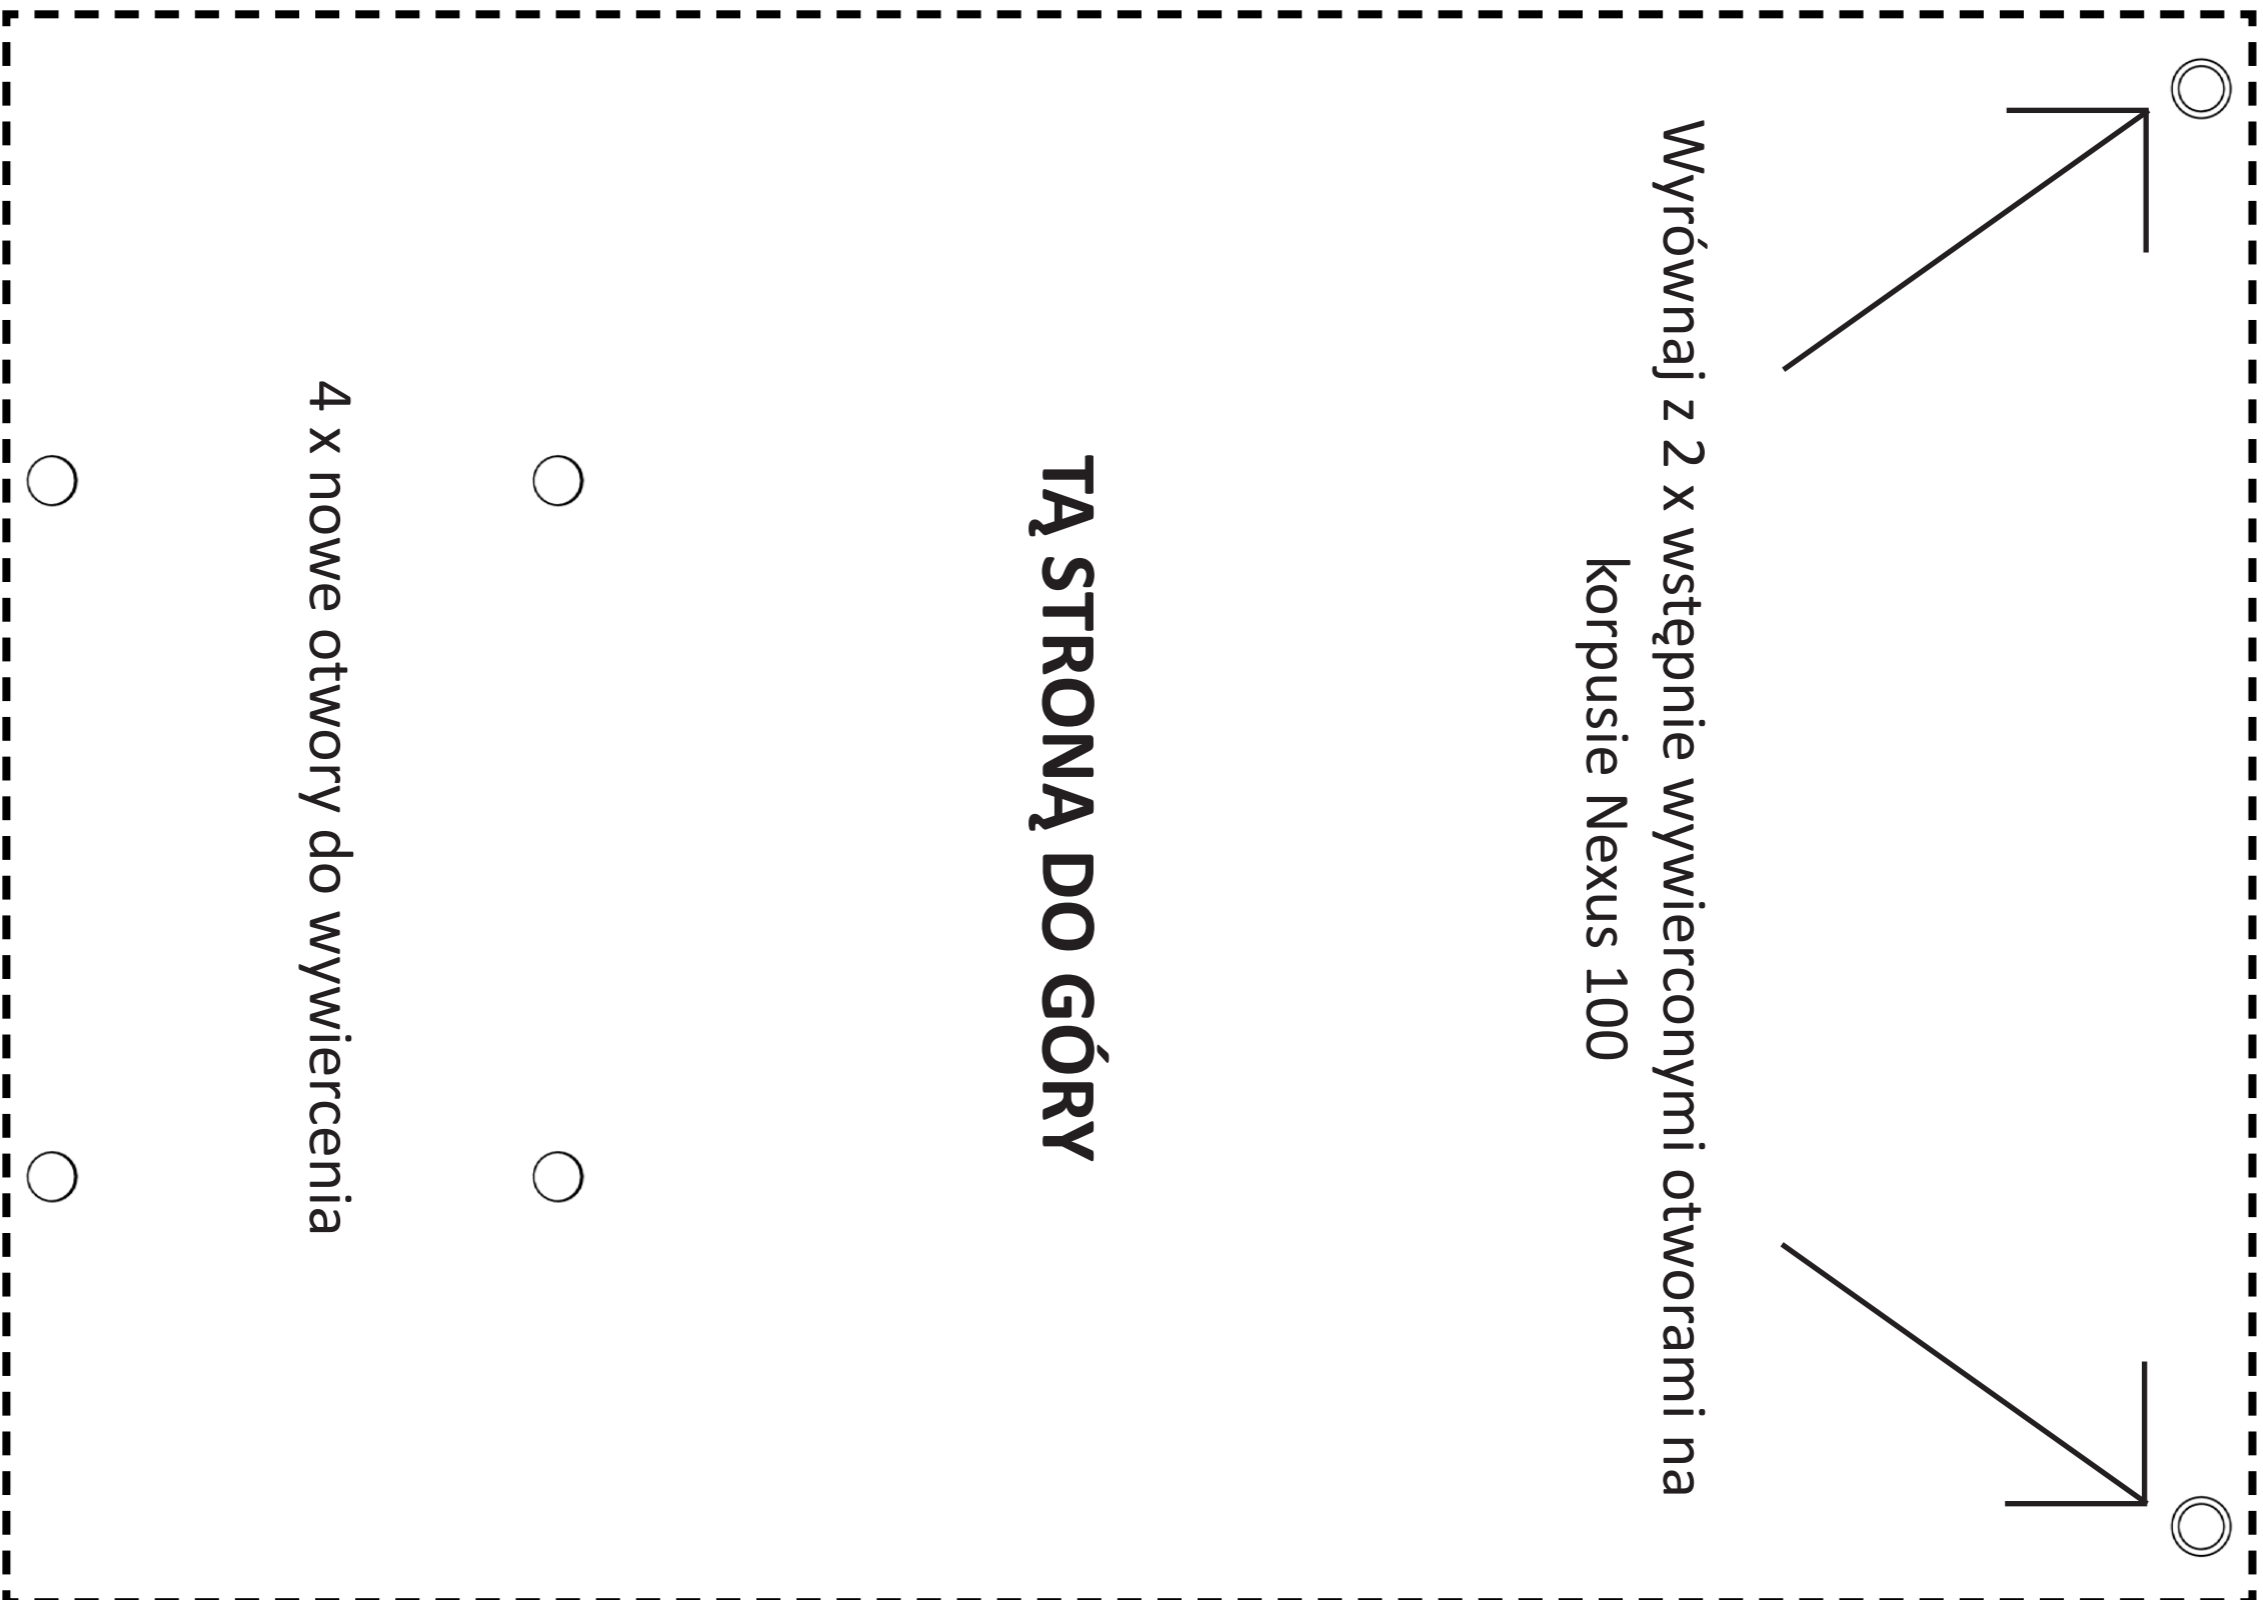 Wyrównaj z 2 x wstępnie wywierconymi otworami na
korpusie Nexus 100
TĄ STRONĄ DO GÓRY
4 x nowe otwory do wywiercenia